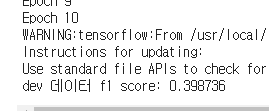 Epoch 9
Epoch 10
WARNING:tensorflow:From /usr/local/
Instructions for updating:
Use standard file APIs to check for
dev 데이터 f1 score: 0.398736